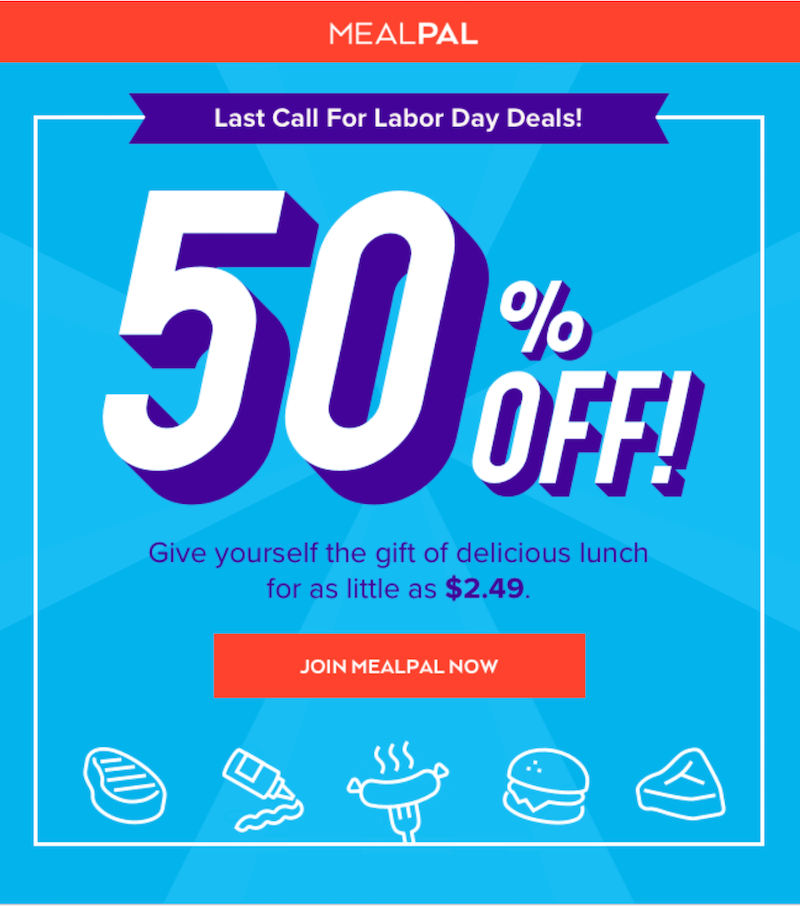 MEALPAL
Last Call For Labor Day Deals!
50%
OFF!
Give yourself the gift of delicious lunch
for as little as $2.49.
JOIN MEALPAL NOW